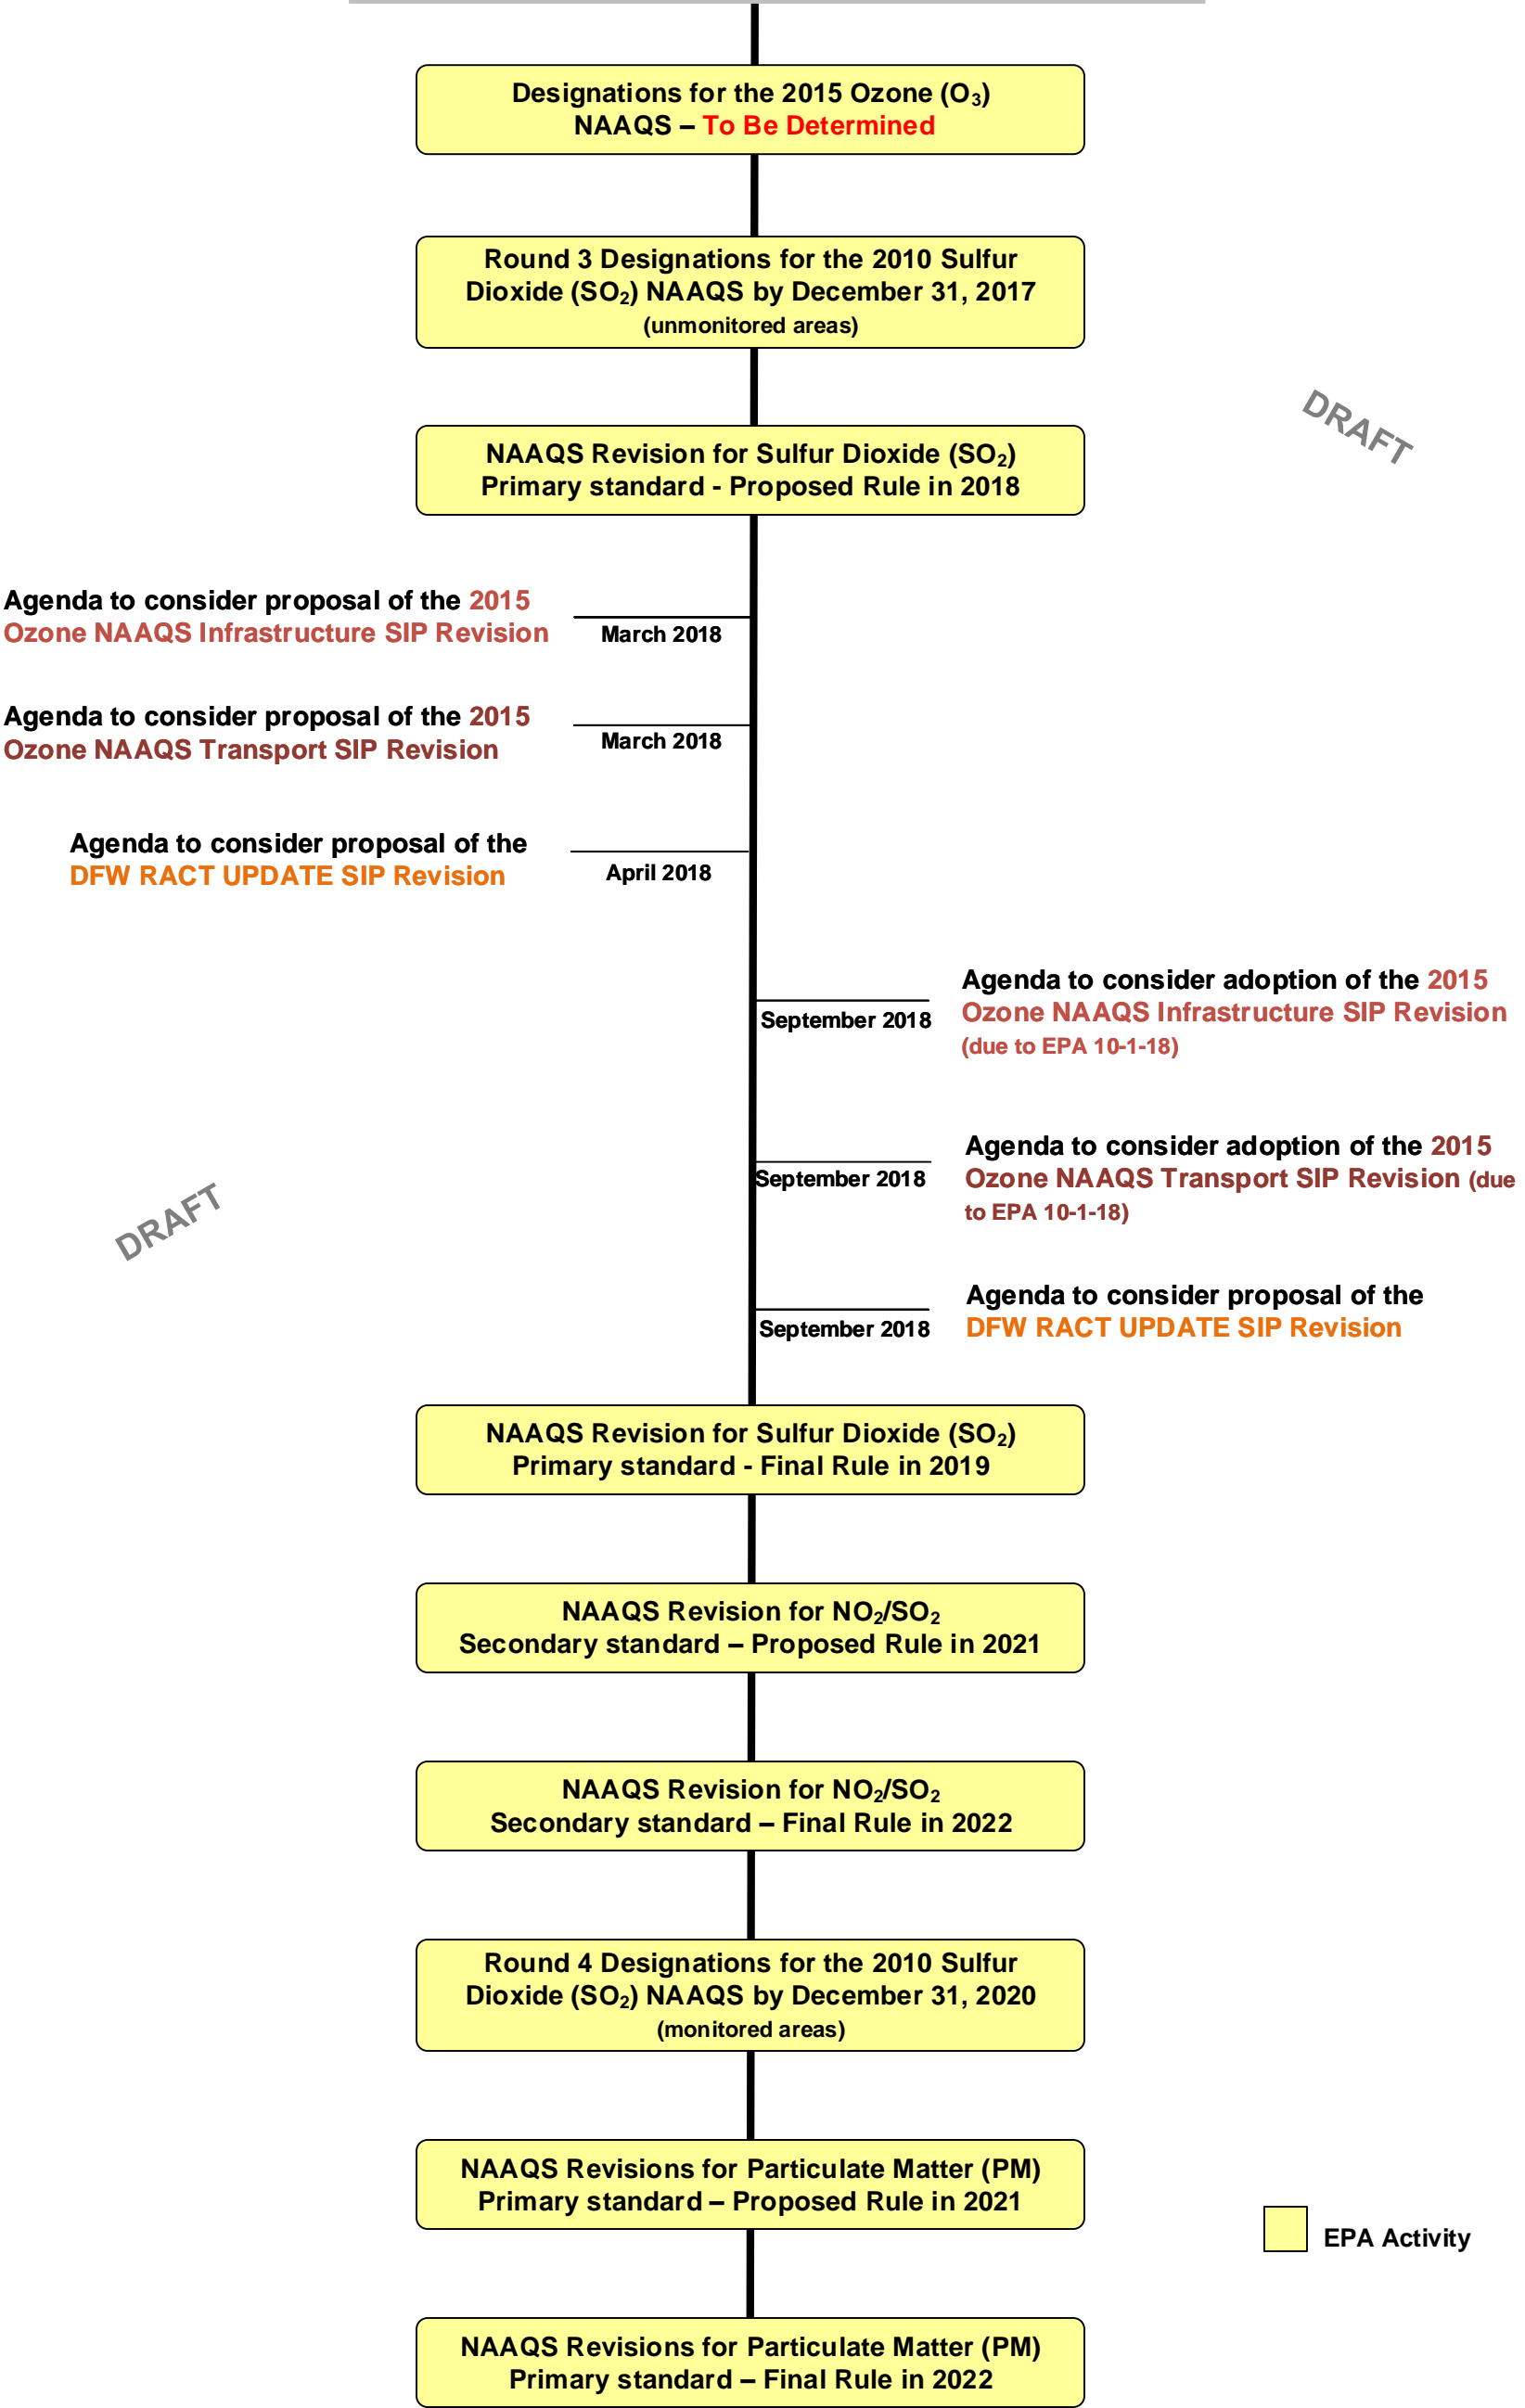 Designations for the 2015 Ozone (O₃)
NAAQS – To Be Determined
Round 3 Designations for the 2010 Sulfur
Dioxide (SO₂) NAAQS by December 31, 2017
(unmonitored areas)
DRAFT
NAAQS Revision for Sulfur Dioxide (SO₂)
Primary standard - Proposed Rule in 2018
Agenda to consider proposal of the 2015
Ozone NAAQS Infrastructure SIP Revision
March 2018
Agenda to consider proposal of the 2015
Ozone NAAQS Transport SIP Revision
March 2018
Agenda to consider proposal of the
DFW RACT UPDATE SIP Revision
April 2018
September 2018
Agenda to consider adoption of the 2015
Ozone NAAQS Infrastructure SIP Revision
(due to EPA 10-1-18)
September 2018
Agenda to consider adoption of the 2015
Ozone NAAQS Transport SIP Revision (due
to EPA 10-1-18)
DRAFT
September 2018
Agenda to consider proposal of the
DFW RACT UPDATE SIP Revision
NAAQS Revision for Sulfur Dioxide (SO₂)
Primary standard - Final Rule in 2019
NAAQS Revision for NO₂/SO₂
Secondary standard – Proposed Rule in 2021
NAAQS Revision for NO₂/SO₂
Secondary standard – Final Rule in 2022
Round 4 Designations for the 2010 Sulfur
Dioxide (SO₂) NAAQS by December 31, 2020
(monitored areas)
NAAQS Revisions for Particulate Matter (PM)
Primary standard – Proposed Rule in 2021
EPA Activity
NAAQS Revisions for Particulate Matter (PM)
Primary standard – Final Rule in 2022